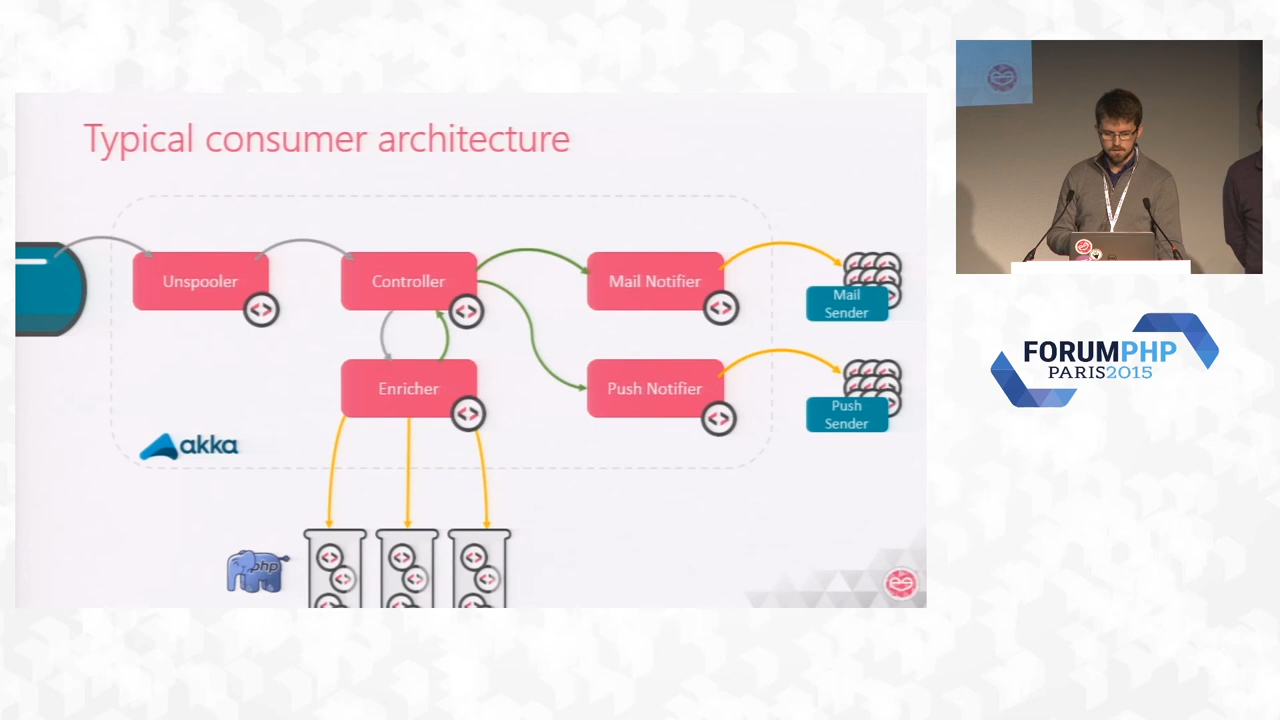 Typical consumer architecture
Unspooler
Controller
Mail Notifier
Mail
Sender
Enricher
Push Notifier
Push
Sender
akka
php
FORUMPHP
PARIS2015